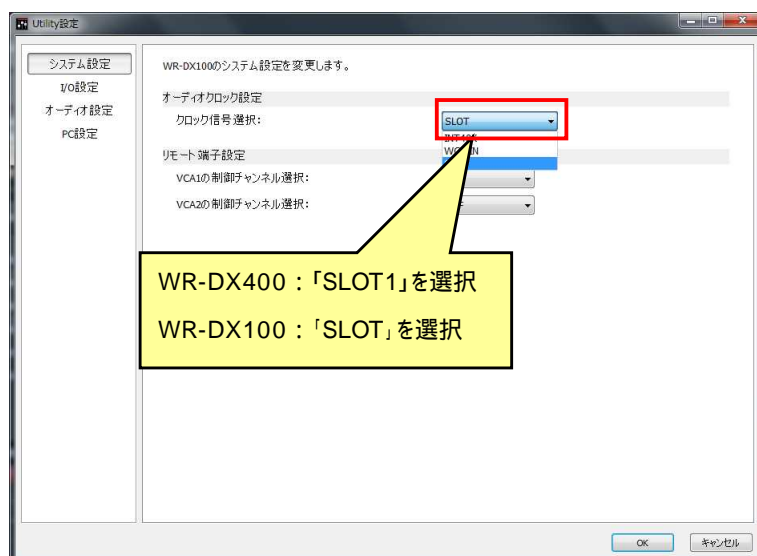 Utility設定
システム設定
I/O設定
オーディオ設定
PC設定
WR-DX100のシステム設定を変更します。
オーディオクロック設定
クロック信号選択:
SLOT
リモート端子設定
VCA1の制御チャンネル選択:
VCA2の制御チャンネル選択:
WR-DX400：「SLOT1」を選択
WR-DX100：「SLOT」を選択
OK
キャンセル